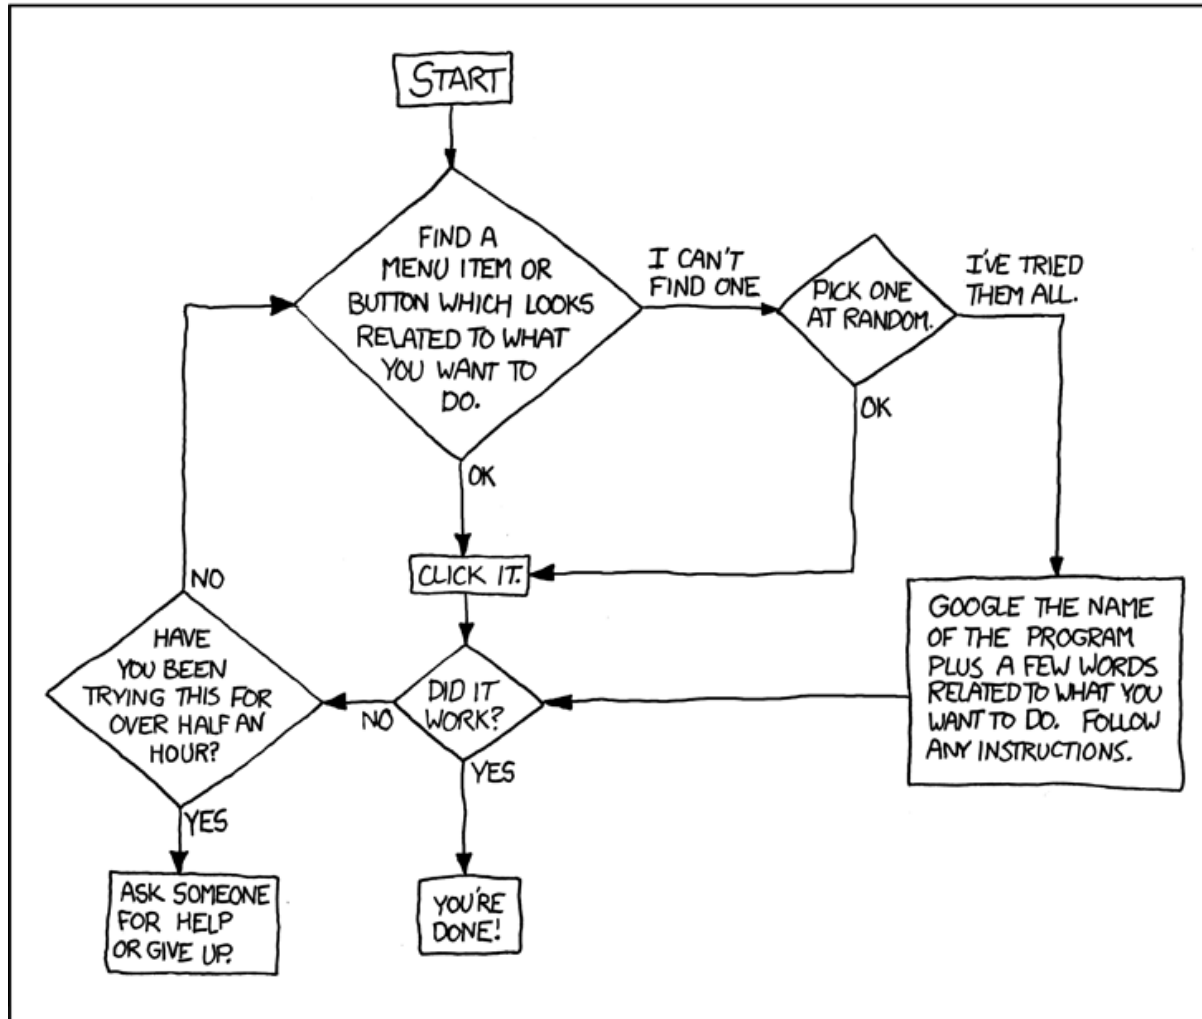 START
FIND A
MENU ITEM OR
BUTTON WHICH LOOKS
RELATED TO WHAT
YOU WANT TO
DO.
I CAN'T
FIND ONE
PICK ONE
AT RANDOM.
I'VE TRIED
THEM ALL.
OK
OK
CLICK IT.
NO
HAVE
YOU BEEN
TRYING THIS FOR
OVER HALF AN
HOUR?
NO
DID IT
WORK?
GOOGLE THE NAME
OF THE PROGRAM
PLUS A FEW WORDS
RELATED TO WHAT YOU
WANT TO DO. FOLLOW
ANY INSTRUCTIONS.
YES
YES
ASK SOMEONE
FOR HELP
OR GIVE UP.
YOU'RE
DONE!